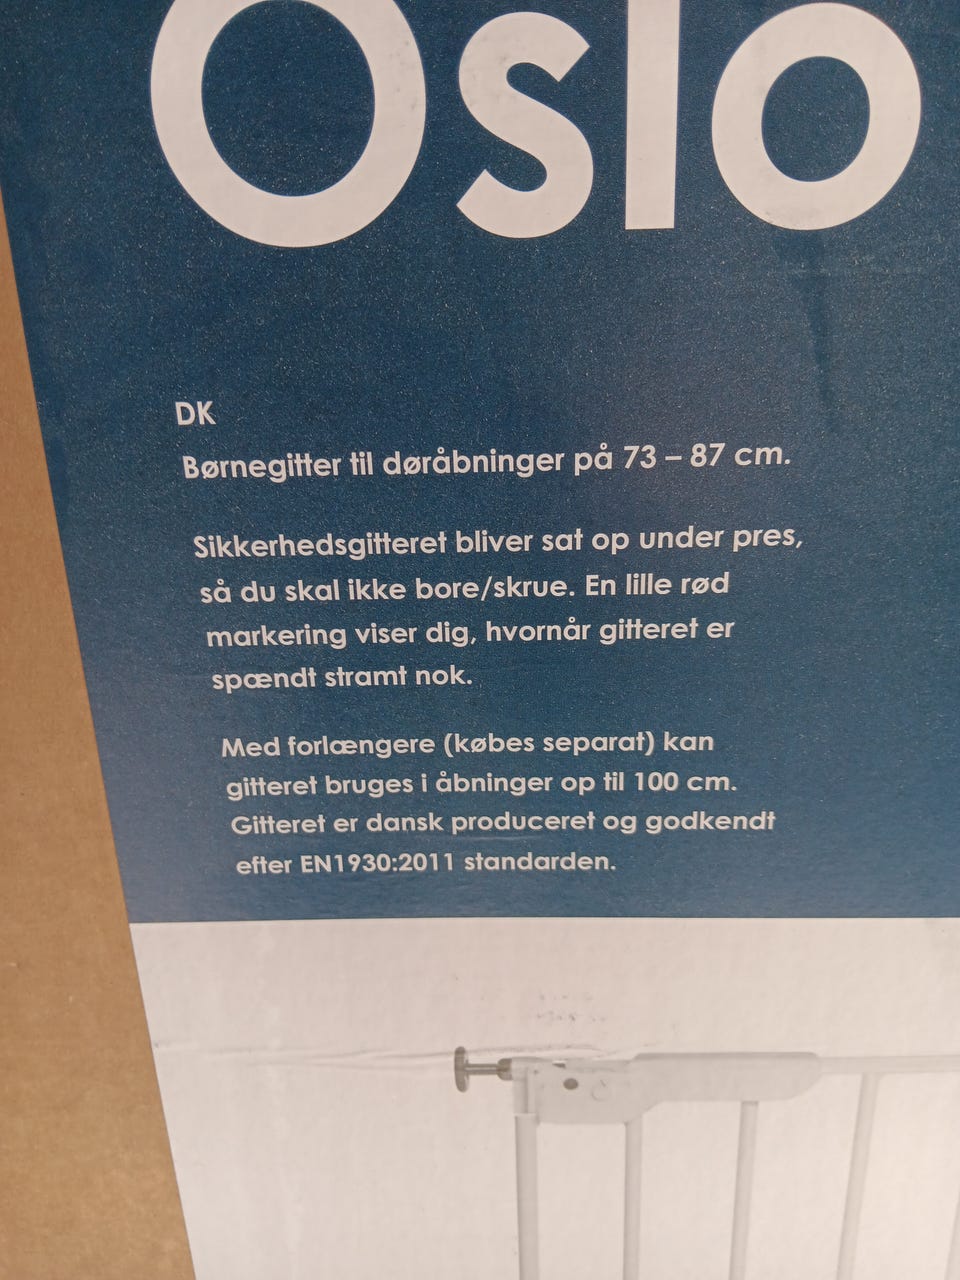 Oslo
DK
Børnegitter til døråbninger på 73 – 87 cm.
Sikkerhedsgitteret bliver sat op under pres,
så du skal ikke bore/skrue. En lille rød
markering viser dig, hvornår gitteret er
spændt stramt nok.
Med forlængere (købes separat) kan
gitteret bruges i åbninger op til 100 cm.
Gitteret er dansk produceret og godkendt
efter EN1930:2011 standarden.